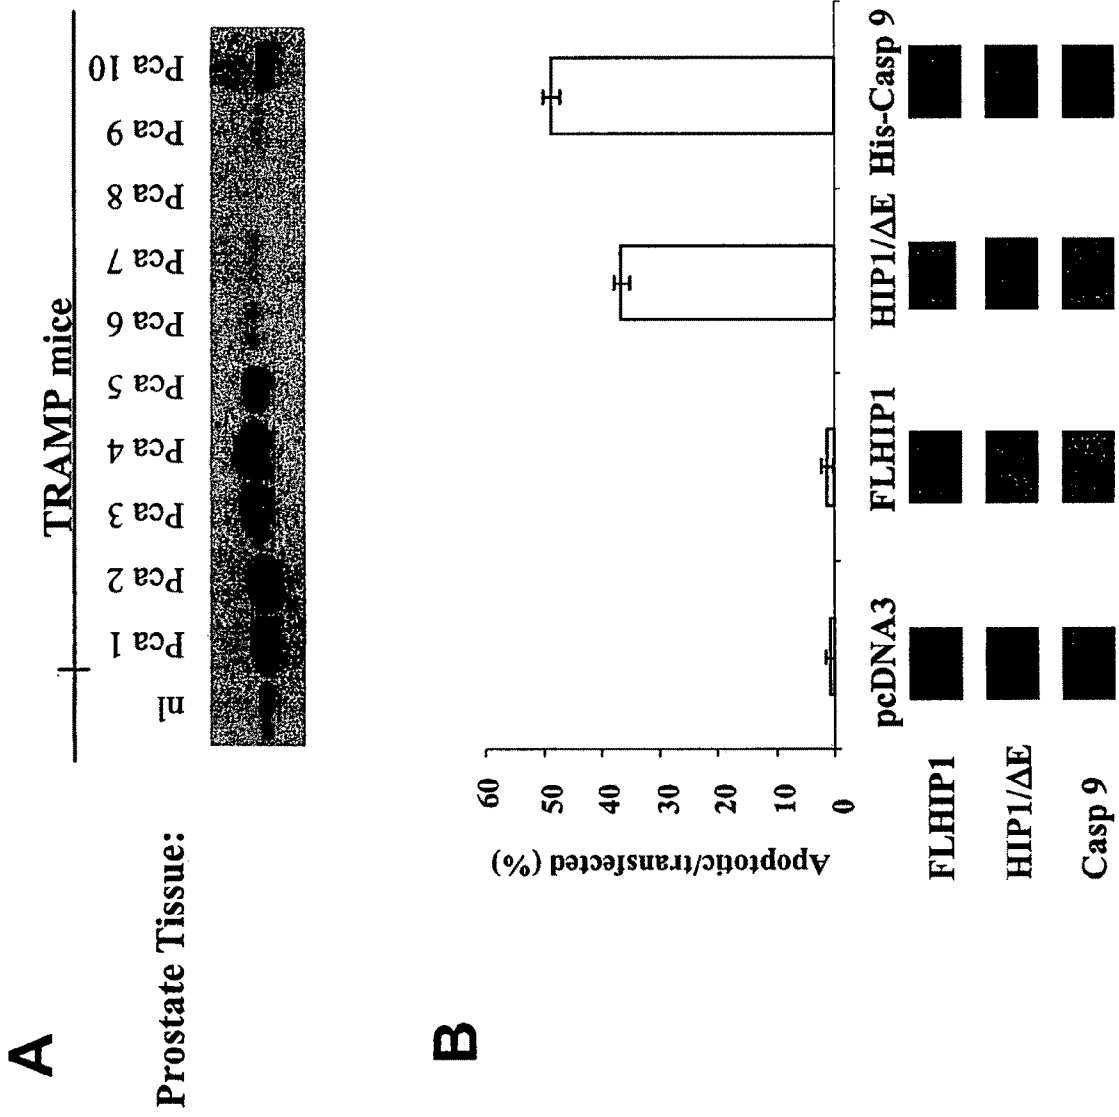 A
TRAMP mice
Prostate Tissue:
nl
Pca 1
Pca 2
Pca 3
Pca 4
Pca 5
Pca 6
Pca 7
Pca 8
Pca 9
Pca 10
B
Apoptotic/transfected (%)
60
50
40
30
20
10
0
pcDNA3 FLHIP1 HIP1/ΔE His-Casp 9
FLHIP1
HIP1/ΔE
Casp 9